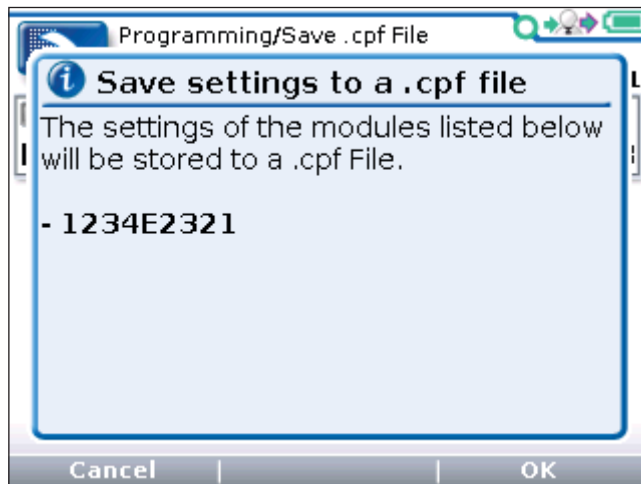 Programming/Save .cpf File
Save settings to a .cpf file
The settings of the modules listed below
will be stored to a .cpf File.
- 1234E2321
Cancel
OK